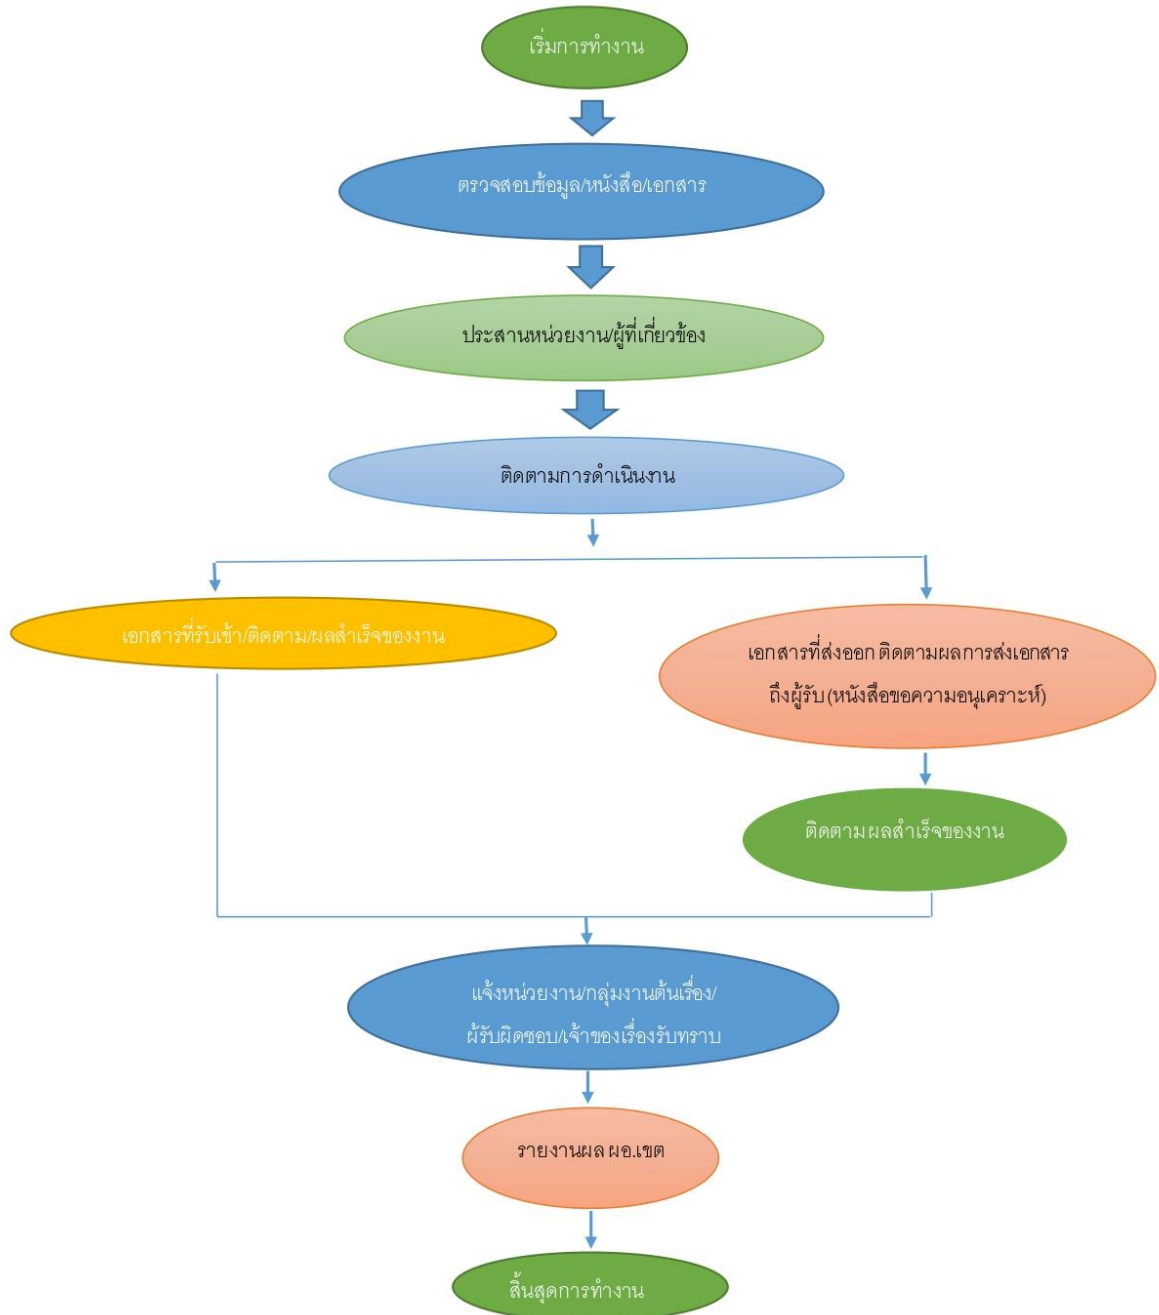 เริ่มการทำงาน
ตรวจสอบข้อมูล/หนังสือ/เอกสาร
ประสานหน่วยงาน/ผู้ที่เกี่ยวข้อง
ติดตามการดำเนินงาน
เอกสารที่รับเข้า/ติดตาม/ผลสำเร็จของงาน
เอกสารที่ส่งออก ติดตามผลการส่งเอกสาร
ถึงผู้รับ (หนังสือขอความอนุเคราะห์)
ติดตาม ผลสำเร็จของงาน
แจ้งหน่วยงาน/กลุ่มงานต้นเรื่อง/
ผู้รับผิดชอบ/เจ้าของเรื่องรับทราบ
รายงานผล ผอ.เขต
สิ้นสุดการทำงาน